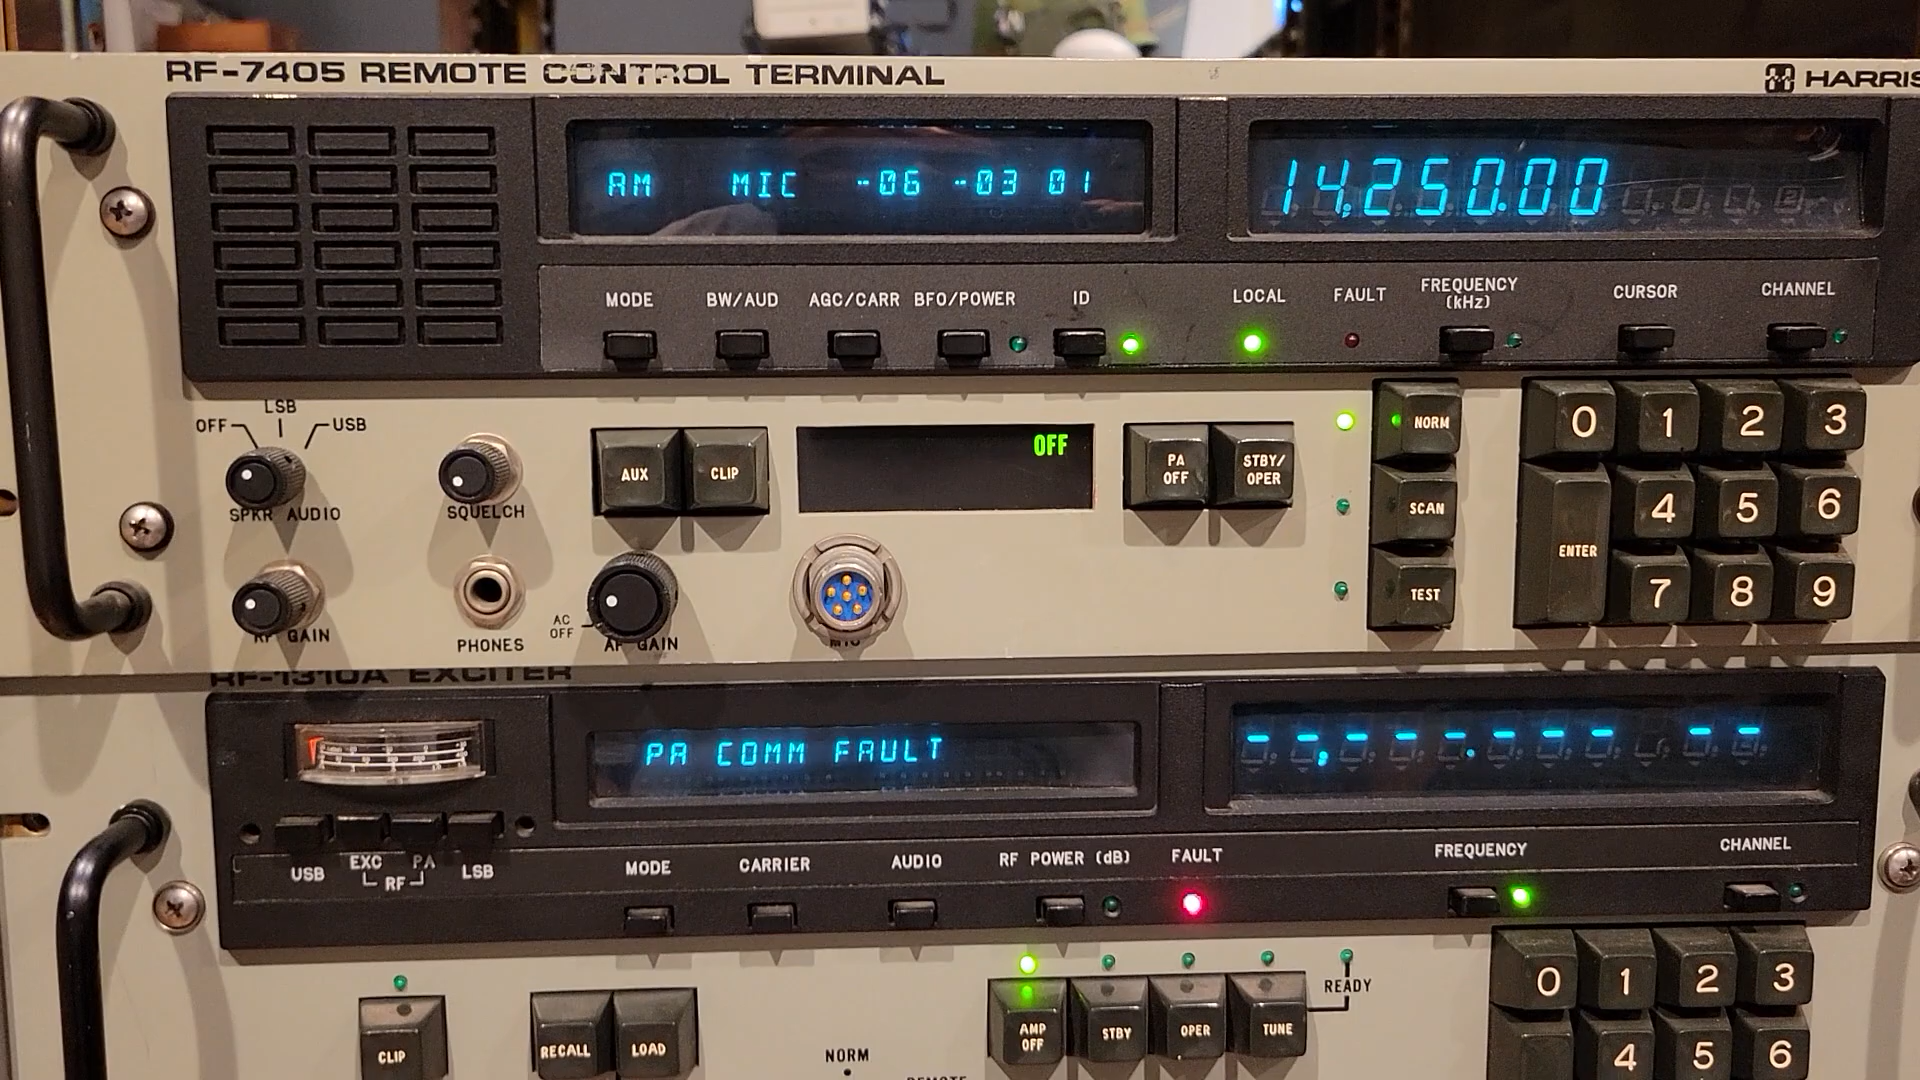 RF-7405 REMOTE CONTROL TERMINAL
HARRIS
AM MIC -06 -03 01
14.250.00
MODE BW/AUD AGC/CARR BFO/POWER ID LOCAL FAULT FREQUENCY (kHz) CURSOR CHANNEL
OFF LSB USB
SPKR AUDIO
SQUELCH
AUX CLIP
OFF
PA OFF
STBY/ OPER
NORM
SCAN
TEST
0 1 2 3
4 5 6
ENTER
7 8 9
RF GAIN
PHONES
AC OFF
AF GAIN
MIC
RF-1310A EXCITER
PA COMM FAULT
USB EXC PA LSB
RF
MODE CARRIER AUDIO RF POWER (dB) FAULT FREQUENCY CHANNEL
READY
CLIP
RECALL LOAD
AMP OFF
STBY OPER TUNE
0 1 2 3
4 5 6
NORM
REMOTE